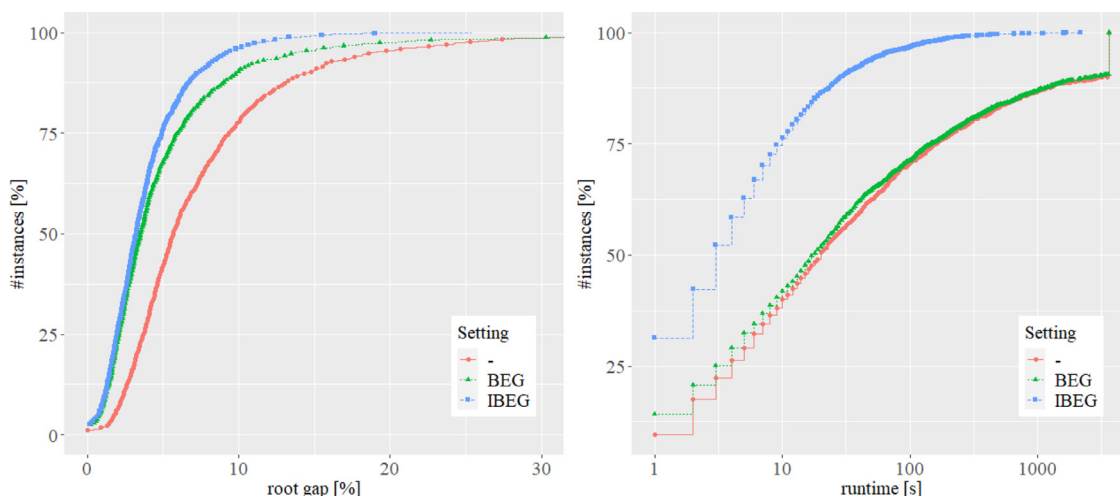 100
75
50
25
0
#instances [%]
0
10
20
30
root gap [%]
Setting
-
BEG
IBEG
100
75
50
25
#instances [%]
1
10
100
1000
runtime [s]
Setting
-
BEG
IBEG